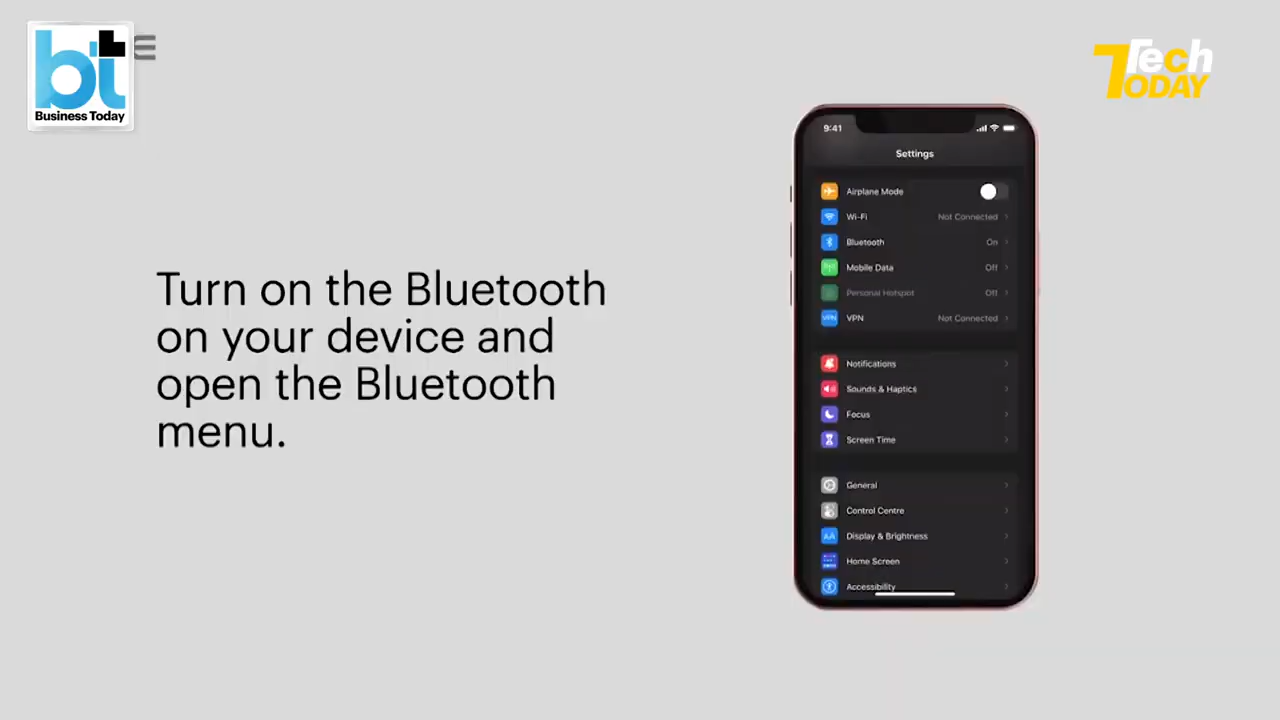 bt
Business Today
E
Tech
TODAY
Turn on the Bluetooth
on your device and
open the Bluetooth
menu.
9:41
Settings
Airplane Mode
Wi-Fi Not Connected
Bluetooth On
Mobile Data Off
Personal Hotspot Off
VPN VPN Not Connected
Notifications
Sounds & Haptics
Focus
Screen Time
General
Control Centre
AA Display & Brightness
Home Screen
Accessibility